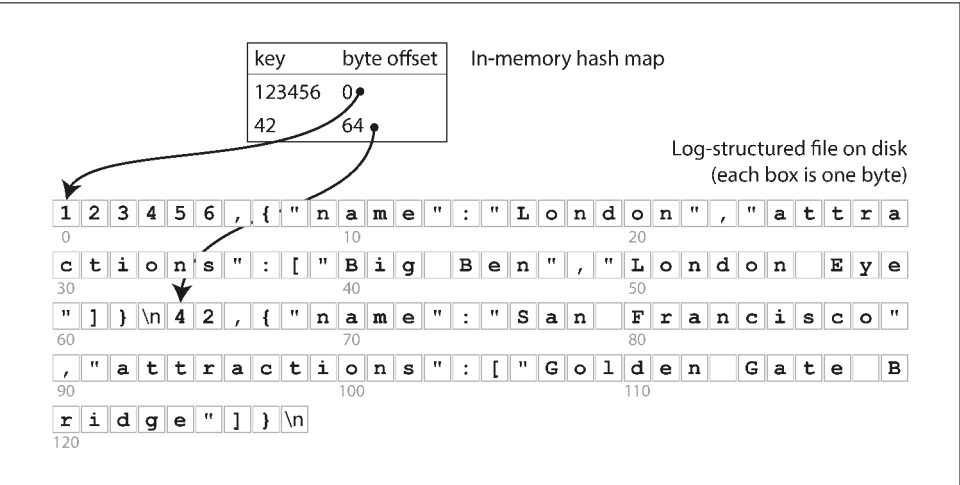 key byte offset In-memory hash map
123456 0
42 64
Log-structured file on disk
(each box is one byte)
123456,{"name":"London","attra
0 10 20
ctions":["Big Ben","London Eye
30 40 50
"]}\n42,{"name":"San Francisco"
60 70 80
,"attractions":["Golden Gate B
90 100 110
ridge"]}\n
120